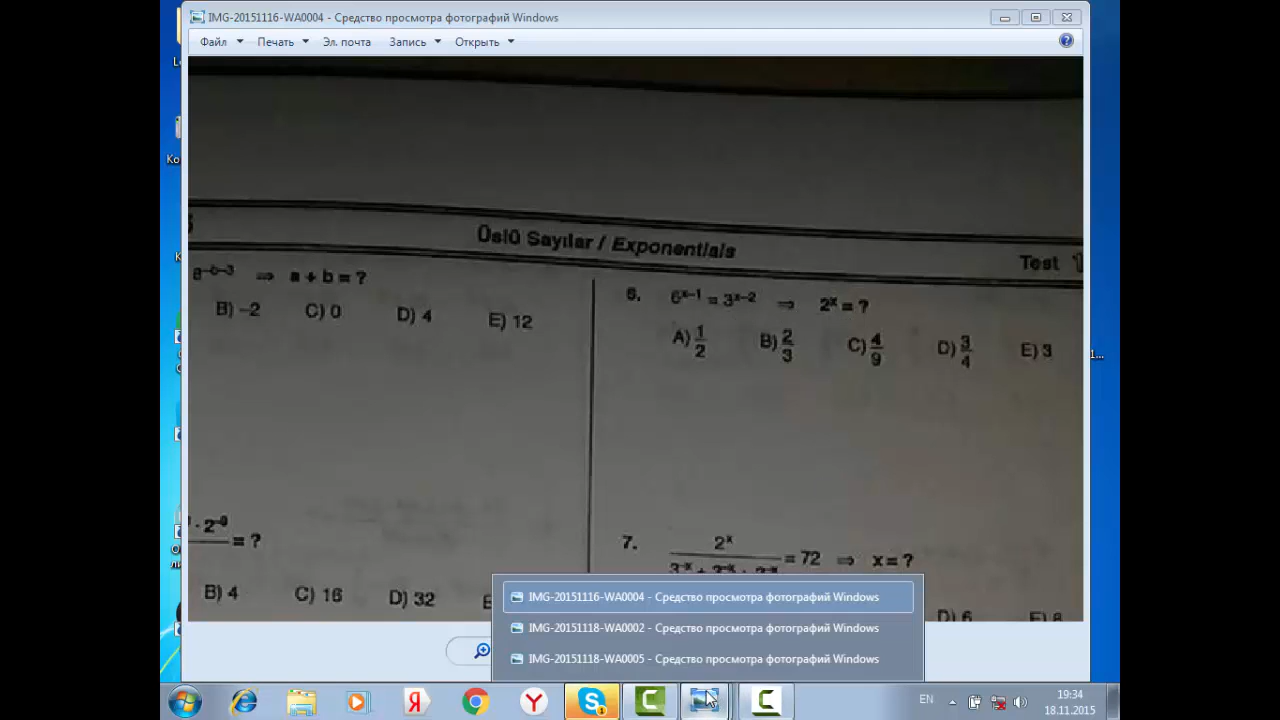 IMG-20151116-WA0004 - Средство просмотра фотографий Windows
Файл Печать Эл. почта Запись Открыть
Üslü Sayılar / Exponentials
Test
⇒ a + b = ?
B) –2 C) 0 D) 4 E) 12
6. 6^{x–1} = 3^{x–2} ⇒ 2^x = ?
A) 1/2 B) 2/3 C) 4/9 D) 3/4 E) 3
= ?
B) 4 C) 16 D) 32
7. 2^x
= 72 ⇒ x = ?
D) 6 E) 8
IMG-20151116-WA0004 - Средство просмотра фотографий Windows
IMG-20151118-WA0002 - Средство просмотра фотографий Windows
IMG-20151118-WA0005 - Средство просмотра фотографий Windows
EN
19:34
18.11.2015